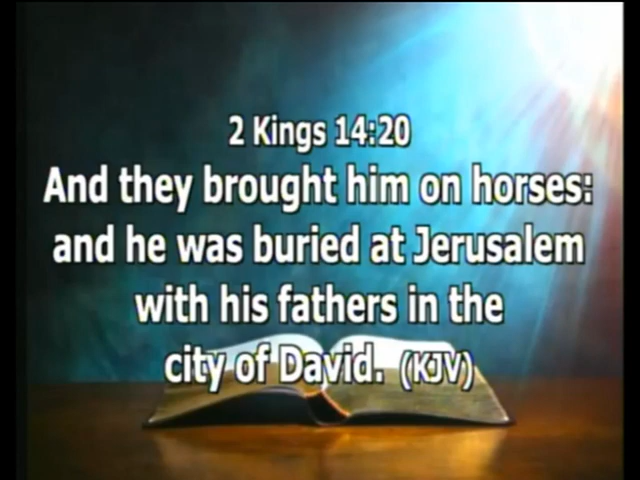 2 Kings 14:20
And they brought him on horses:
and he was buried at Jerusalem
with his fathers in the
city of David. (KJV)